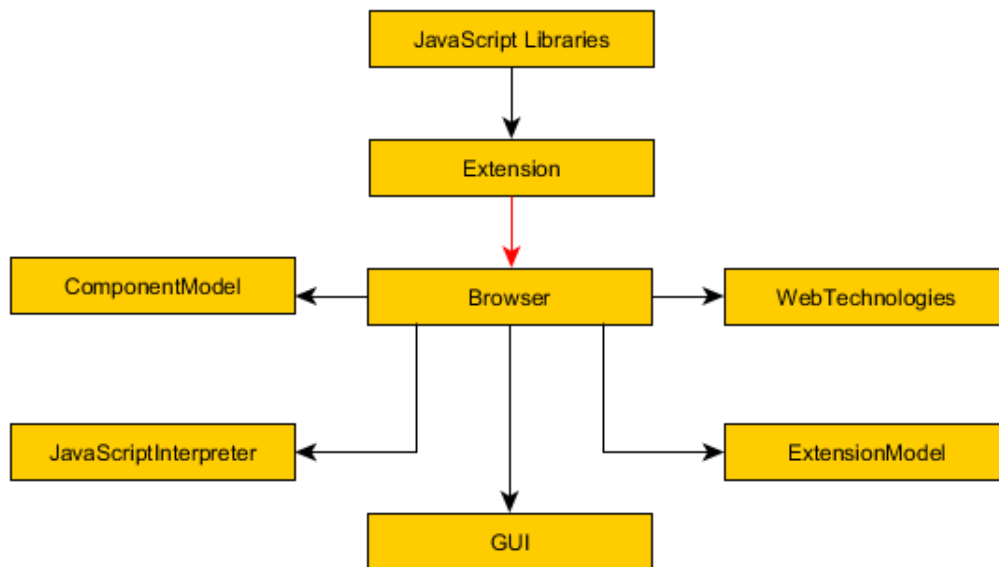 JavaScript Libraries
Extension
ComponentModel
Browser
WebTechnologies
JavaScriptInterpreter
ExtensionModel
GUI